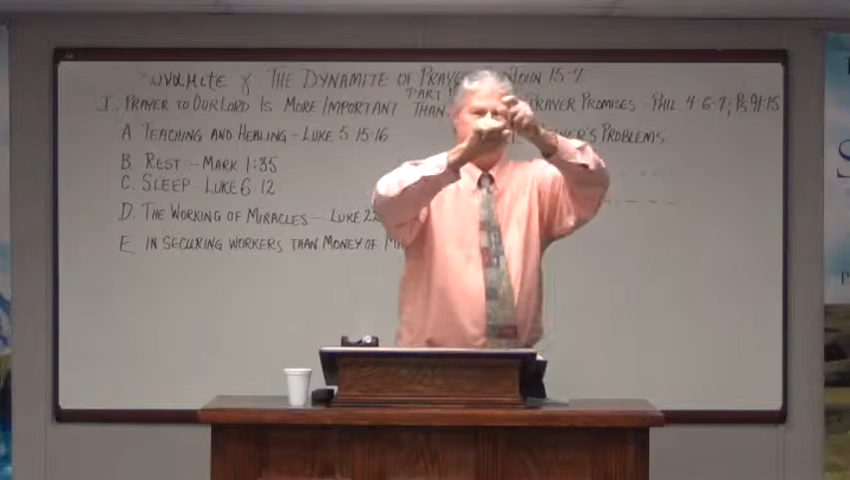 THE DYNAMITE OF PRAYER JOHN 15-7
PART
I. PRAYER TO OUR LORD IS MORE IMPORTANT THAN PRAYER PROMISES - PHIL 4:6-7; PS 91:15
A. TEACHING AND HEALING - LUKE 5:15-16 PROBLEMS
B. REST - MARK 1:35
C. SLEEP - LUKE 6 12
D. THE WORKING OF MIRACLES - LUKE 22
E. IN SECURING WORKERS THAN MONEY OF
S